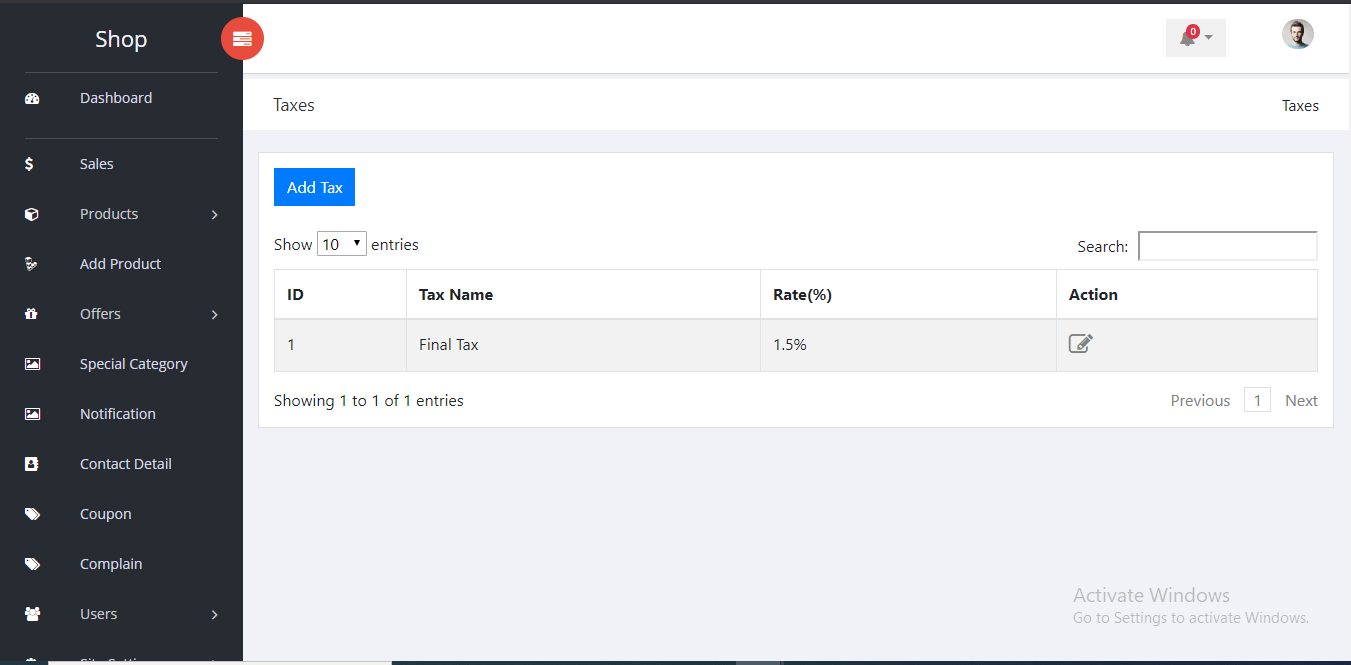 Shop
0
Taxes
Taxes
Dashboard
Sales
Products
Add Product
Offers
Special Category
Notification
Contact Detail
Coupon
Complain
Users
Add Tax
Show 10 entries
Search:
ID Tax Name Rate(%) Action
1 Final Tax 1.5%
Showing 1 to 1 of 1 entries
Previous 1 Next
Activate Windows
Go to Settings to activate Windows.